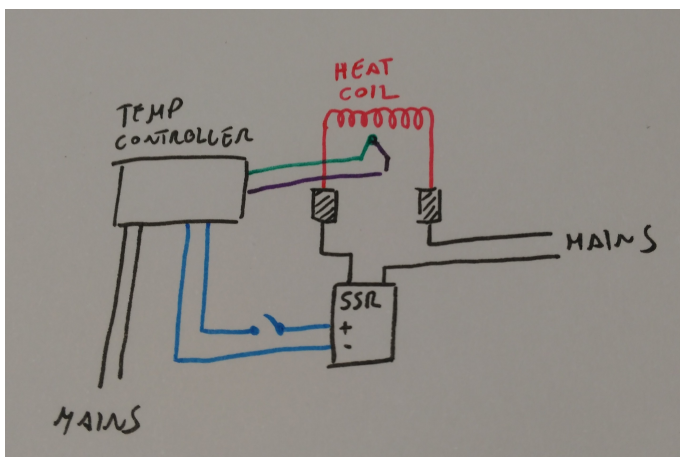 HEAT
COIL
TEMP
CONTROLLER
MAINS
SSR
+
-
MAINS